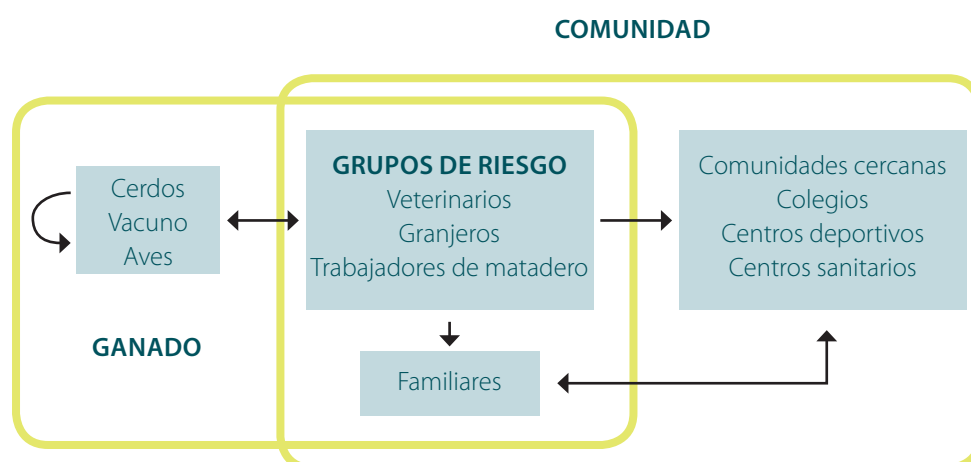 COMUNIDAD
Cerdos
Vacuno
Aves
GANADO
GRUPOS DE RIESGO
Veterinarios
Granjeros
Trabajadores de matadero
Familiares
Comunidades cercanas
Colegios
Centros deportivos
Centros sanitarios